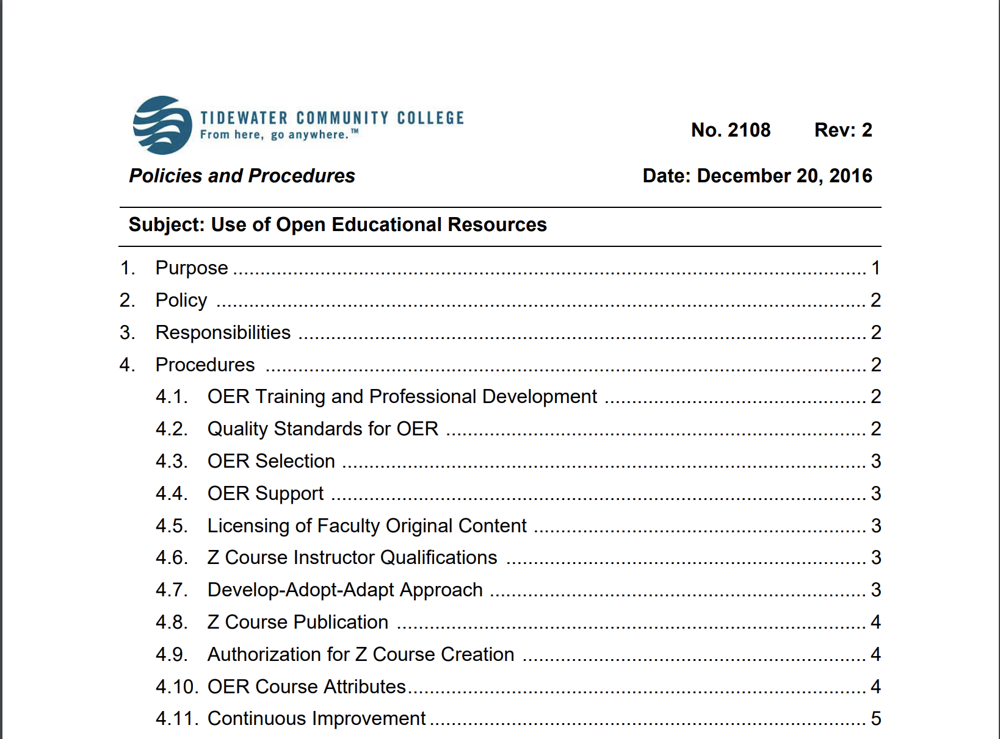 TIDEWATER COMMUNITY COLLEGE
From here, go anywhere.™
No. 2108 Rev: 2
Policies and Procedures Date: December 20, 2016
Subject: Use of Open Educational Resources
1. Purpose ........................................ 1
2. Policy ........................................ 2
3. Responsibilities ........................................ 2
4. Procedures ........................................ 2
4.1. OER Training and Professional Development ........................................ 2
4.2. Quality Standards for OER ........................................ 2
4.3. OER Selection ........................................ 3
4.4. OER Support ........................................ 3
4.5. Licensing of Faculty Original Content ........................................ 3
4.6. Z Course Instructor Qualifications ........................................ 3
4.7. Develop-Adopt-Adapt Approach ........................................ 3
4.8. Z Course Publication ........................................ 4
4.9. Authorization for Z Course Creation ........................................ 4
4.10. OER Course Attributes ........................................ 4
4.11. Continuous Improvement ........................................ 5